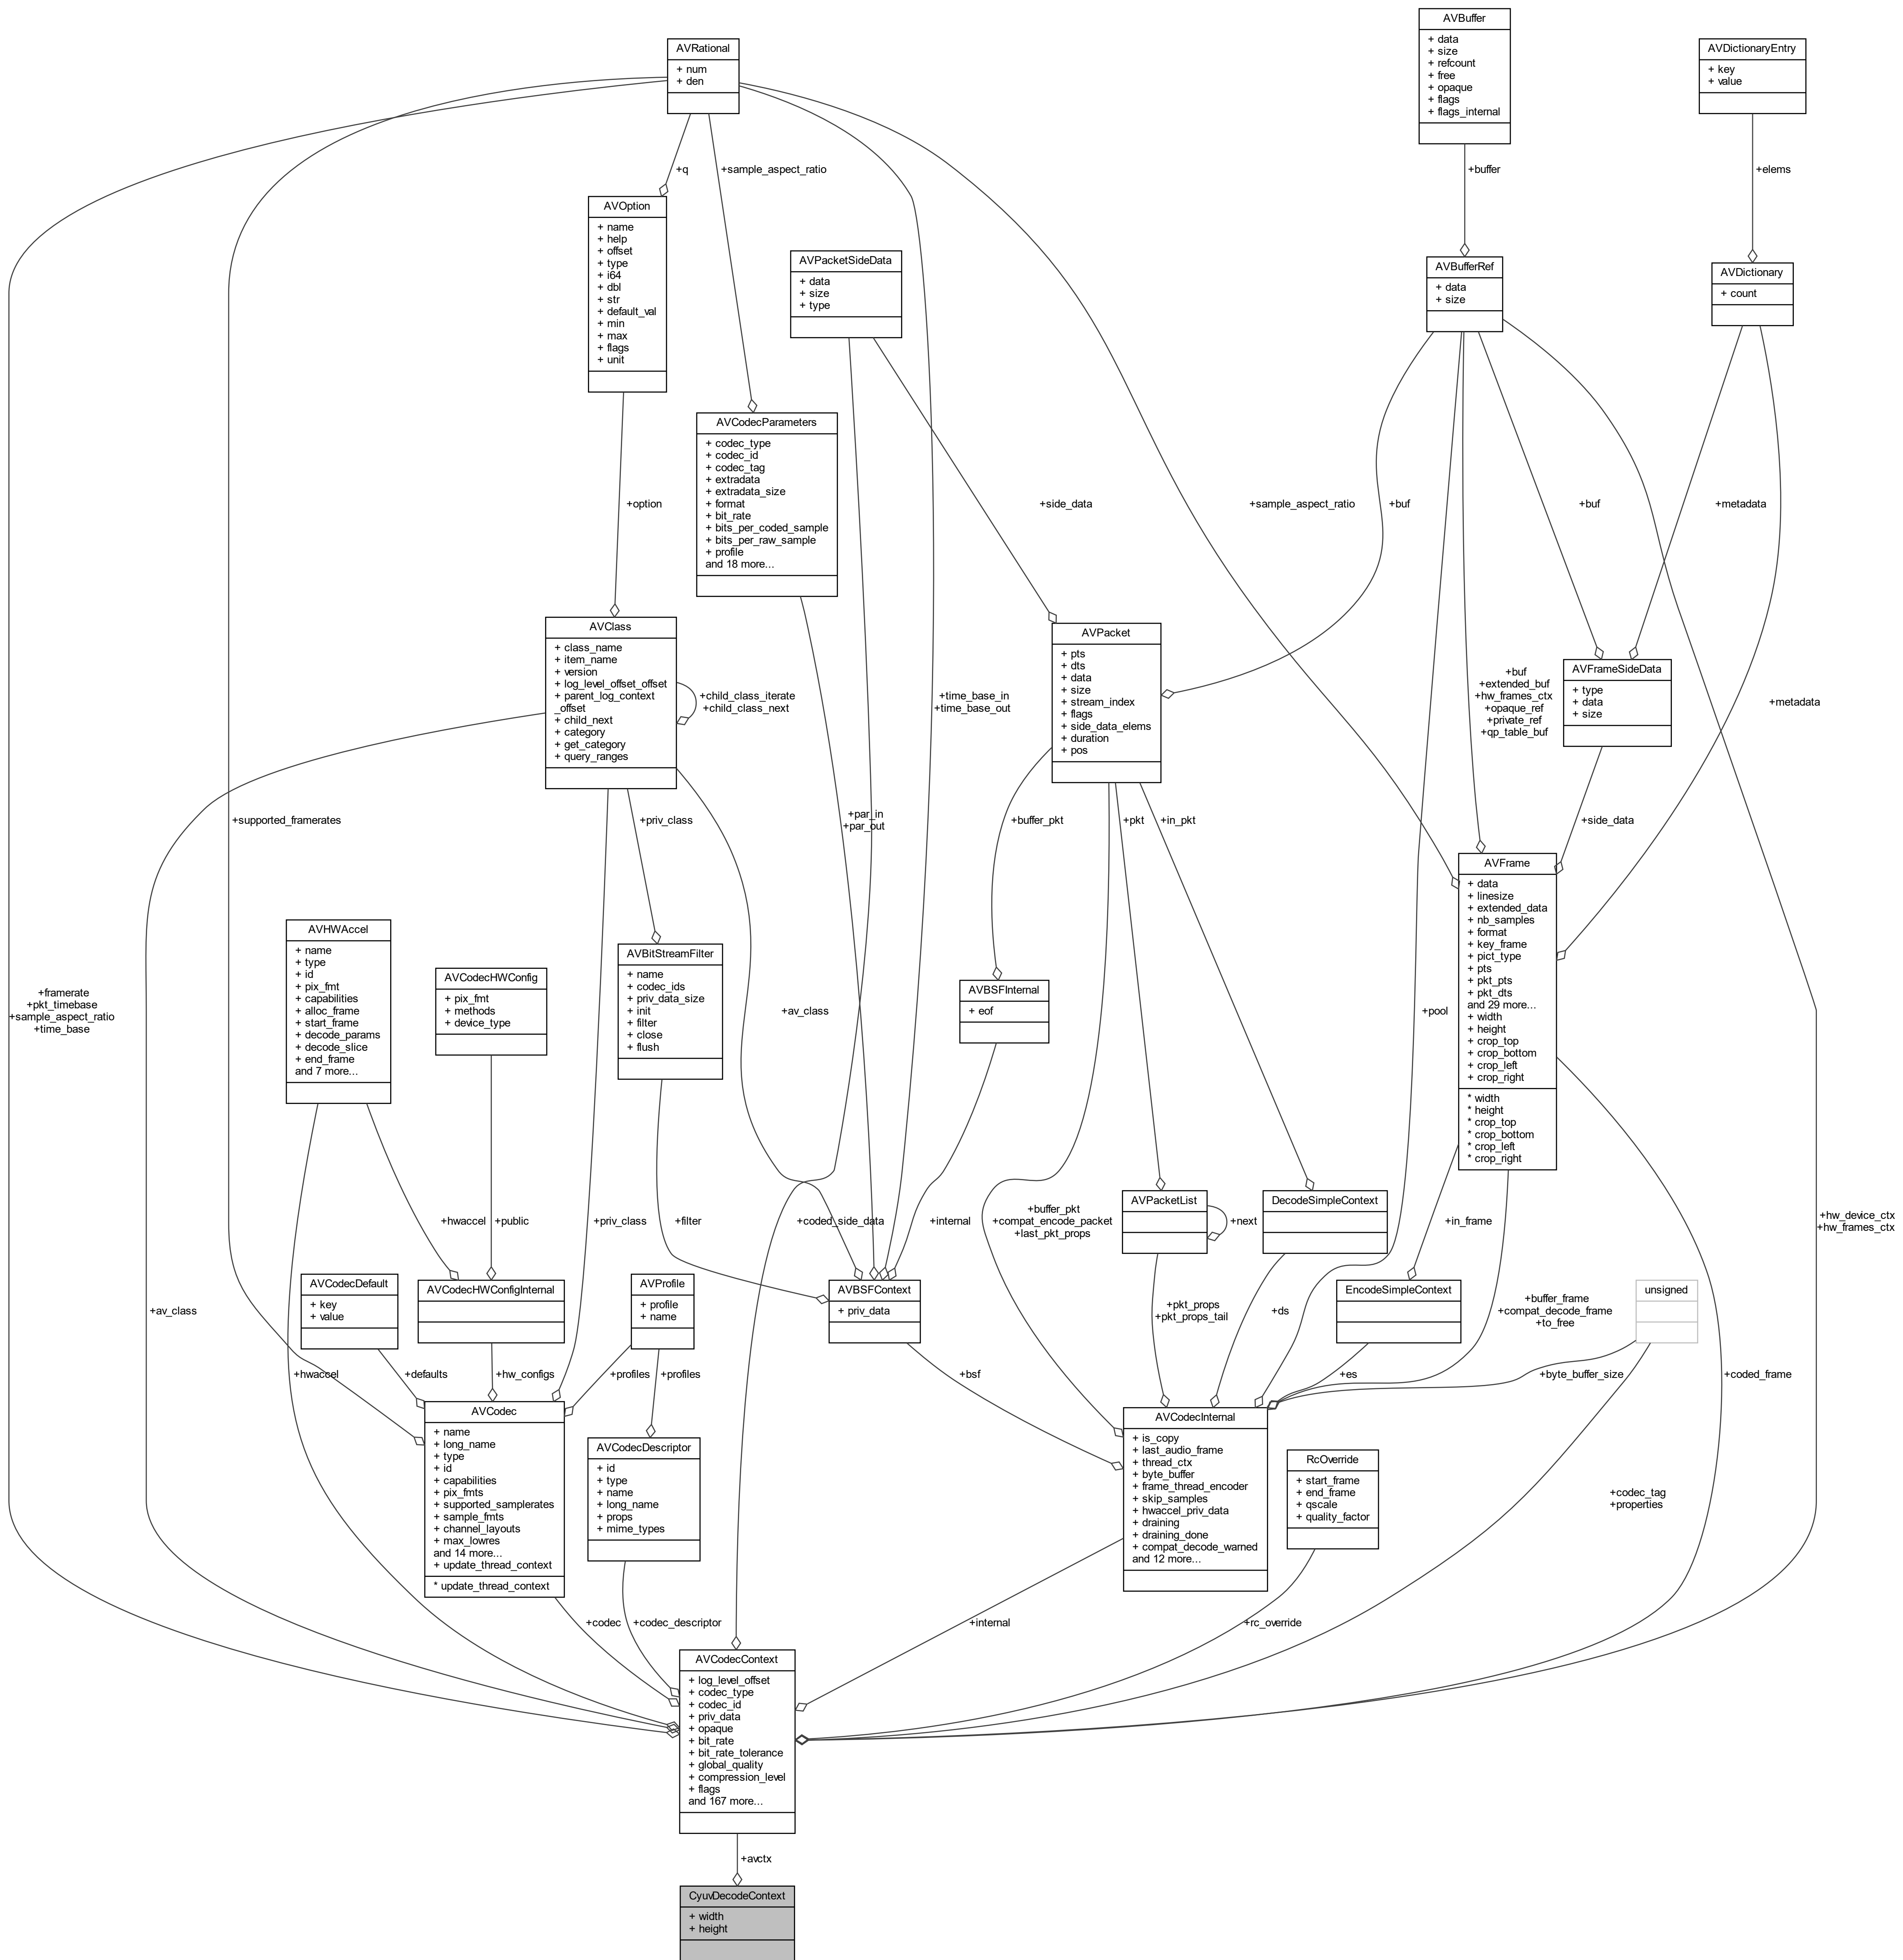 AVBuffer
+ data
+ size
+ refcount
+ free
+ opaque
+ flags
+ flags_internal
AVRational
+ num
+ den
AVDictionaryEntry
+ key
+ value
+q
+sample_aspect_ratio
+buffer
+elems
AVOption
+ name
+ help
+ offset
+ type
+ i64
+ dbl
+ str
+ default_val
+ min
+ max
+ flags
+ unit
AVPacketSideData
+ data
+ size
+ type
AVBufferRef
+ data
+ size
AVDictionary
+ count
AVCodecParameters
+ codec_type
+ codec_id
+ codec_tag
+ extradata
+ extradata_size
+ format
+ bit_rate
+ bits_per_coded_sample
+ bits_per_raw_sample
+ profile
and 18 more...
+option
+side_data
+sample_aspect_ratio
+buf
+buf
+metadata
AVClass
+ class_name
+ item_name
+ version
+ log_level_offset_offset
+ parent_log_context
_offset
+ child_next
+ category
+ get_category
+ query_ranges
+child_class_iterate
+child_class_next
+time_base_in
+time_base_out
AVPacket
+ pts
+ dts
+ data
+ size
+ stream_index
+ flags
+ side_data_elems
+ duration
+ pos
+buf
+extended_buf
+hw_frames_ctx
+opaque_ref
+private_ref
+qp_table_buf
AVFrameSideData
+ type
+ data
+ size
+metadata
+supported_framerates
+priv_class
+par_in
+par_out
+buffer_pkt
+pkt
+in_pkt
+side_data
AVFrame
+ data
+ linesize
+ extended_data
+ nb_samples
+ format
+ key_frame
+ pict_type
+ pts
+ pkt_pts
+ pkt_dts
and 29 more...
+ width
+ height
+ crop_top
+ crop_bottom
+ crop_left
+ crop_right
* width
* height
* crop_top
* crop_bottom
* crop_left
* crop_right
+framerate
+pkt_timebase
+sample_aspect_ratio
+time_base
AVHWAccel
+ name
+ type
+ id
+ pix_fmt
+ capabilities
+ alloc_frame
+ start_frame
+ decode_params
+ decode_slice
+ end_frame
and 7 more...
AVCodecHWConfig
+ pix_fmt
+ methods
+ device_type
AVBitStreamFilter
+ name
+ codec_ids
+ priv_data_size
+ init
+ filter
+ close
+ flush
+av_class
AVBSFInternal
+ eof
+pool
+hwaccel
+public
+priv_class
+filter
+coded_side_data
+internal
+buffer_pkt
+compat_encode_packet
+last_pkt_props
AVPacketList
+next
DecodeSimpleContext
+in_frame
+hw_device_ctx
+hw_frames_ctx
+av_class
AVCodecDefault
+ key
+ value
AVCodecHWConfigInternal
AVProfile
+ profile
+ name
AVBSFContext
+ priv_data
+pkt_props
+pkt_props_tail
+ds
EncodeSimpleContext
+buffer_frame
+compat_decode_frame
+to_free
unsigned
+hwaccel
+defaults
+hw_configs
+profiles
+profiles
+bsf
+es
+byte_buffer_size
+coded_frame
AVCodec
+ name
+ long_name
+ type
+ id
+ capabilities
+ pix_fmts
+ supported_samplerates
+ sample_fmts
+ channel_layouts
+ max_lowres
and 14 more...
+ update_thread_context
* update_thread_context
AVCodecDescriptor
+ id
+ type
+ name
+ long_name
+ props
+ mime_types
AVCodecInternal
+ is_copy
+ last_audio_frame
+ thread_ctx
+ byte_buffer
+ frame_thread_encoder
+ skip_samples
+ hwaccel_priv_data
+ draining
+ draining_done
+ compat_decode_warned
and 12 more...
RcOverride
+ start_frame
+ end_frame
+ qscale
+ quality_factor
+codec_tag
+properties
+codec
+codec_descriptor
+internal
+rc_override
AVCodecContext
+ log_level_offset
+ codec_type
+ codec_id
+ priv_data
+ opaque
+ bit_rate
+ bit_rate_tolerance
+ global_quality
+ compression_level
+ flags
and 167 more...
+avctx
CyuvDecodeContext
+ width
+ height